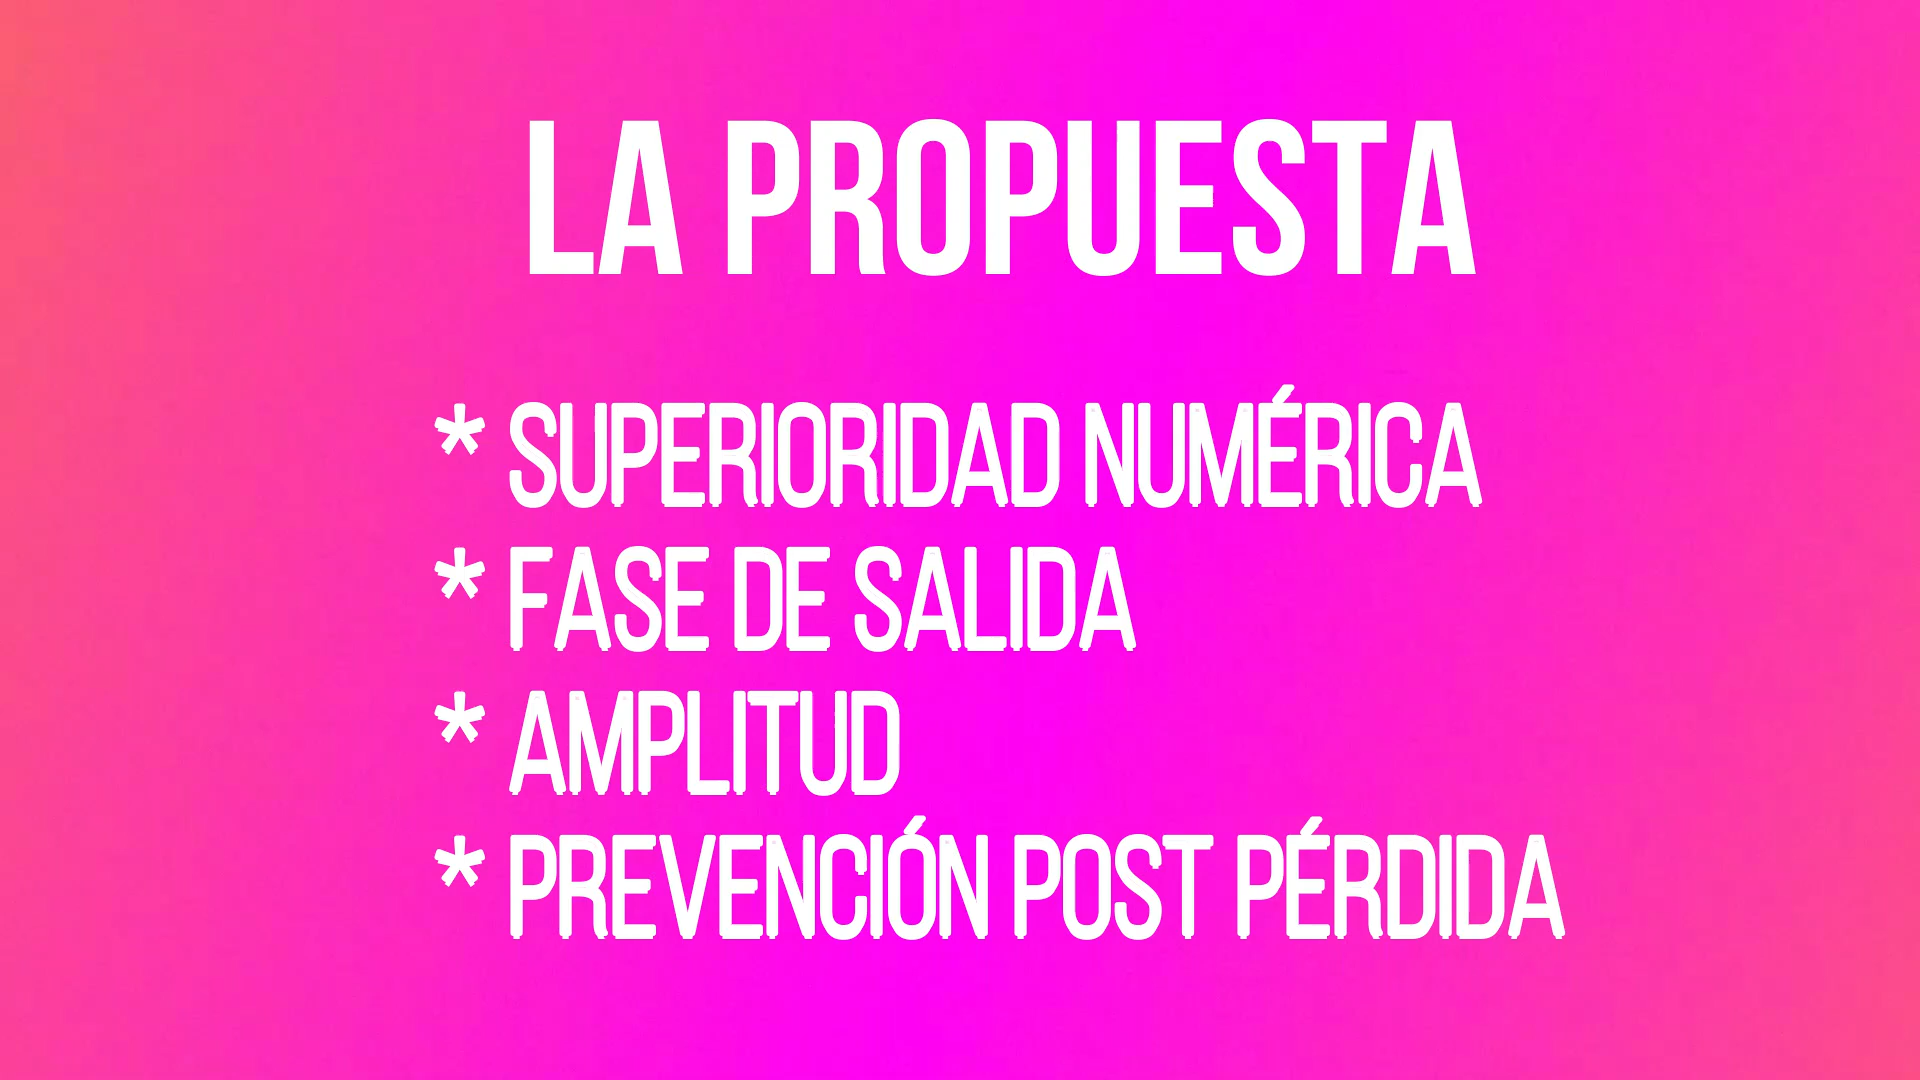 LA PROPUESTA
* SUPERIORIDAD NUMÉRICA
* FASE DE SALIDA
* AMPLITUD
* PREVENCIÓN POST PÉRDIDA